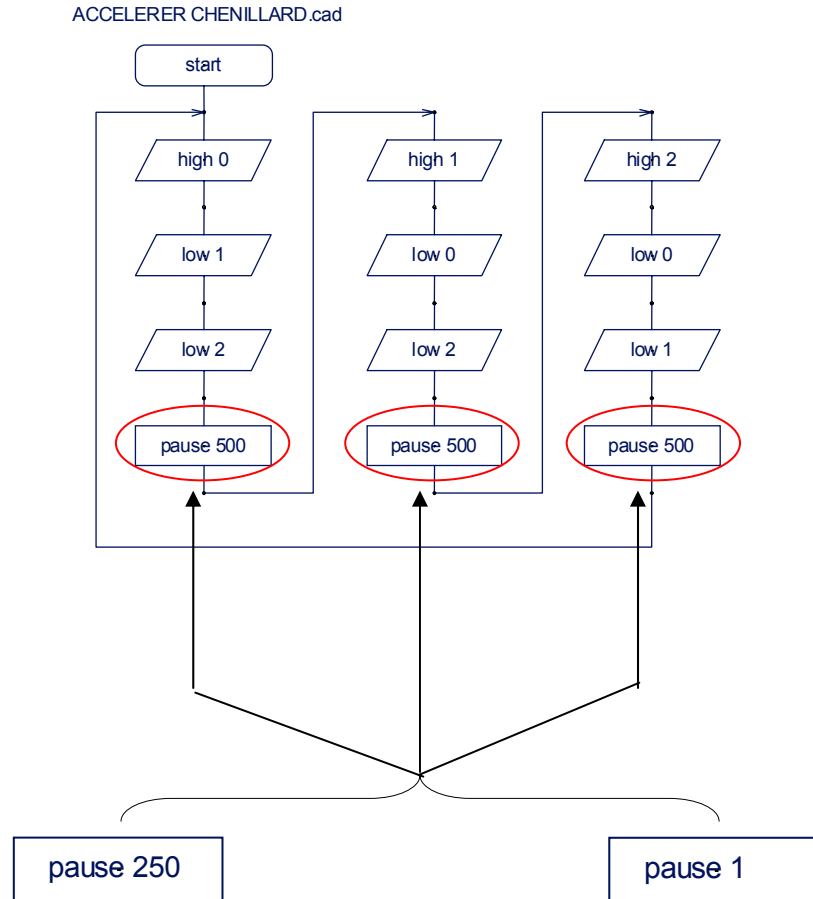 ACCELERER CHENILLARD.cad
start
high 0
low 1
low 2
pause 500
high 1
low 0
low 2
pause 500
high 2
low 0
low 1
pause 500
pause 250
pause 1